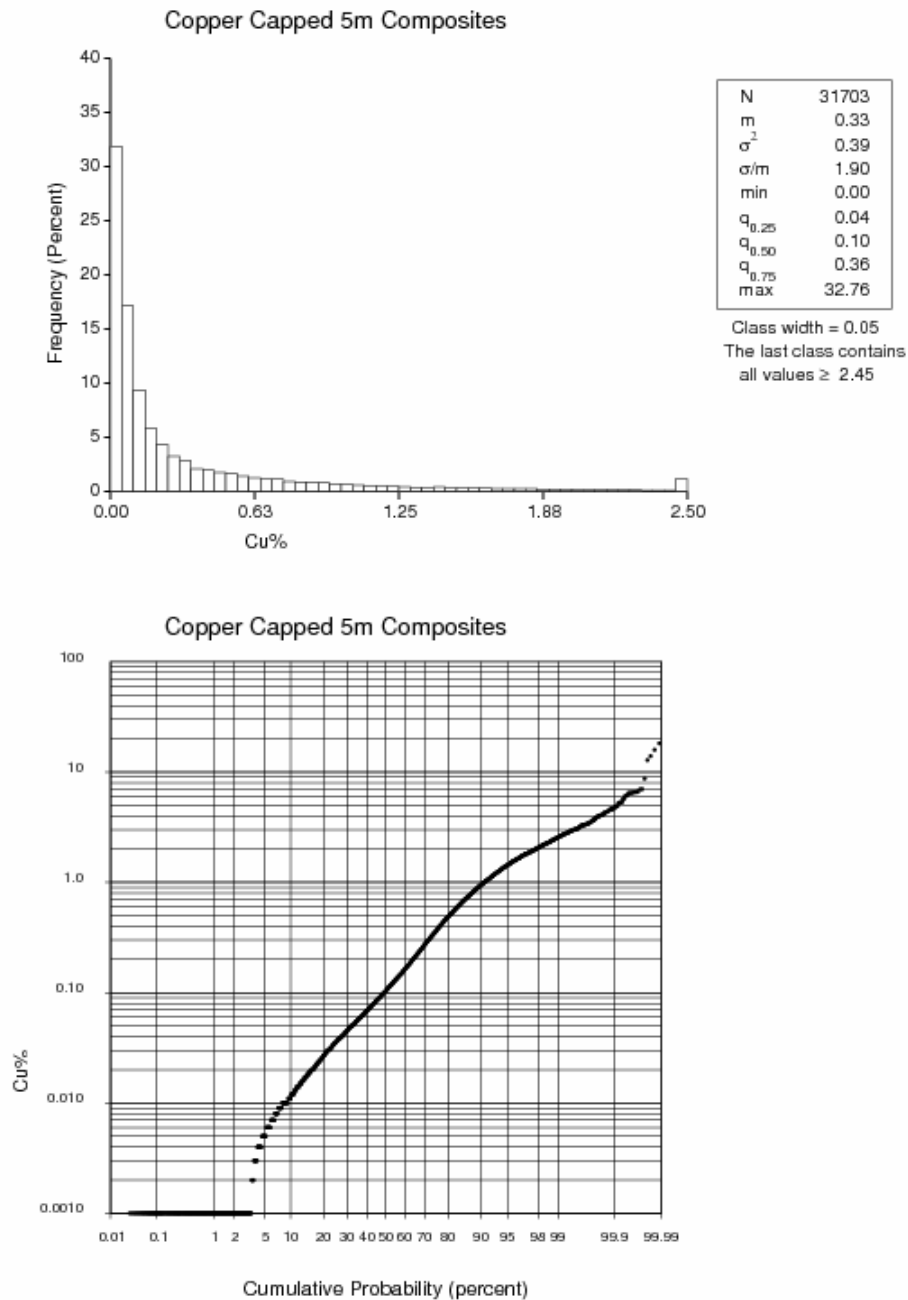 Copper Capped 5m Composites
40
35
30
25
20
15
10
5
0
Frequency (Percent)
0.00 0.63 1.25 1.88 2.50
Cu%
N 31703
m 0.33
σ² 0.39
σ/m 1.90
min 0.00
q0.25 0.04
q0.50 0.10
q0.75 0.36
max 32.76
Class width = 0.05
The last class contains
all values ≥ 2.45
Copper Capped 5m Composites
100
10
1.0
0.10
0.010
0.0010
Cu%
0.01 0.1 1 2 5 10 20 30 40 50 60 70 80 90 95 98 99 99.9 99.99
Cumulative Probability (percent)